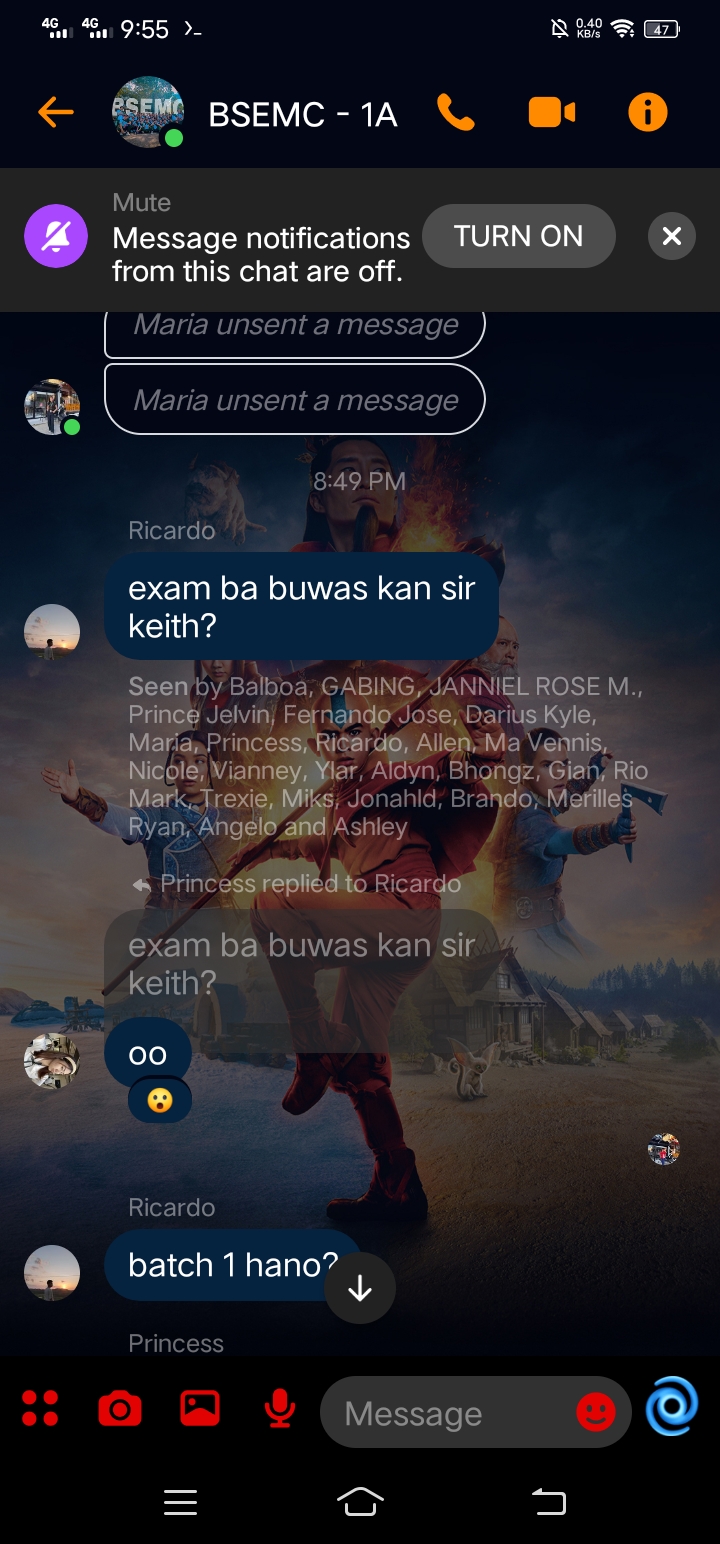 4G 4G 9:55 0.40 KB/s 47
BSEMC - 1A
Mute
Message notifications
from this chat are off.
TURN ON
Maria unsent a message
Maria unsent a message
8:49 PM
Ricardo
exam ba buwas kan sir
keith?
Seen by Balboa, GABING, JANNIEL ROSE M.,
Prince Jelvin, Fernando Jose, Darius Kyle,
Maria, Princess, Ricardo, Allen, Ma Vennis,
Nicole, Vianney, Ylar, Aldyn, Bhongz, Gian, Rio
Mark, Trexie, Miks, Jonahld, Brando, Merilles
Ryan, Angelo and Ashley
Princess replied to Ricardo
exam ba buwas kan sir
keith?
oo
Ricardo
batch 1 hano?
Princess
Message